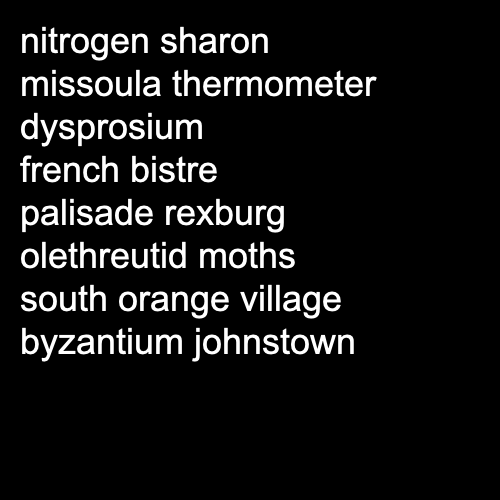 nitrogen sharon
missoula thermometer
dysprosium
french bistre
palisade rexburg
olethreutid moths
south orange village
byzantium johnstown